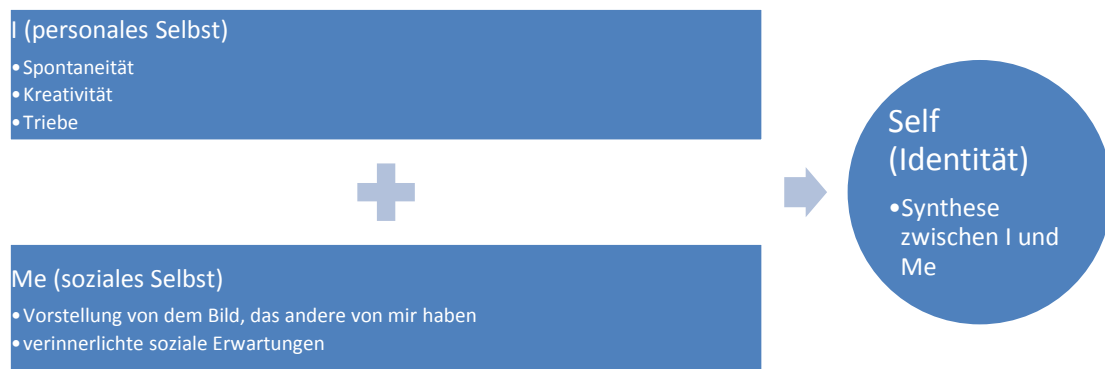 I (personales Selbst)
•Spontaneität
•Kreativität
•Triebe
Me (soziales Selbst)
•Vorstellung von dem Bild, das andere von mir haben
•verinnerlichte soziale Erwartungen
Self
(Identität)
•Synthese
zwischen I und
Me